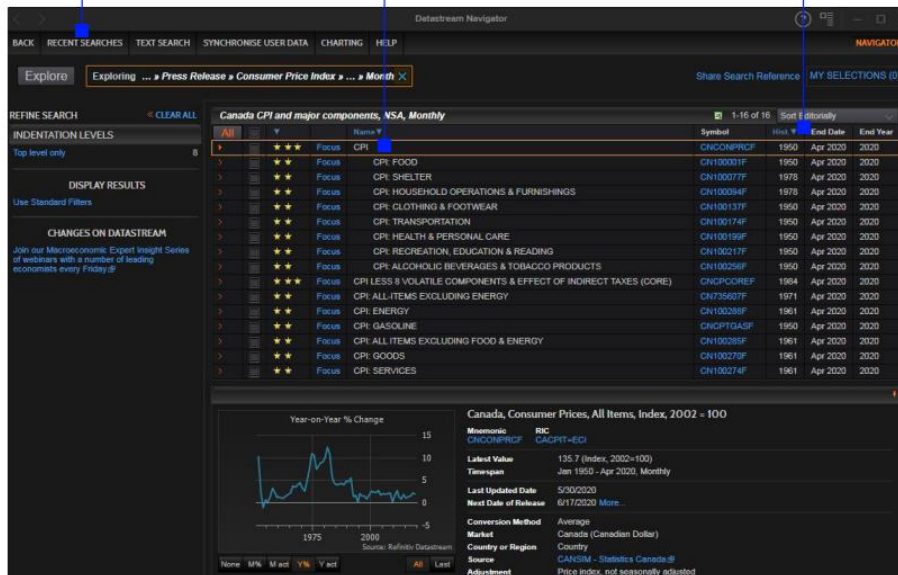 Datastream Navigator
BACK RECENT SEARCHES TEXT SEARCH SYNCHRONISE USER DATA CHARTING HELP NAVIGATOR
Explore Exploring ... » Press Release » Consumer Price Index » ... » Month × Share Search Reference MY SELECTIONS (0)
REFINE SEARCH « CLEAR ALL
INDENTATION LEVELS
Top level only 8
DISPLAY RESULTS
Use Standard Filters
CHANGES ON DATASTREAM
Join our Macroeconomic Expert Insight Series
of webinars with a number of leading
economists every Friday
Canada CPI and major components, NSA, Monthly 1-16 of 16 Sort Editorially
All Name Symbol Hist. End Date End Year
★★★ Focus CPI CNCONPRCF 1950 Apr 2020 2020
★★ Focus CPI: FOOD CN100001F 1950 Apr 2020 2020
★★ Focus CPI: SHELTER CN100077F 1978 Apr 2020 2020
★★ Focus CPI: HOUSEHOLD OPERATIONS & FURNISHINGS CN100094F 1978 Apr 2020 2020
★★ Focus CPI: CLOTHING & FOOTWEAR CN100137F 1950 Apr 2020 2020
★★ Focus CPI: TRANSPORTATION CN100174F 1950 Apr 2020 2020
★★ Focus CPI: HEALTH & PERSONAL CARE CN100199F 1950 Apr 2020 2020
★★ Focus CPI: RECREATION, EDUCATION & READING CN100217F 1950 Apr 2020 2020
★★ Focus CPI: ALCOHOLIC BEVERAGES & TOBACCO PRODUCTS CN100256F 1950 Apr 2020 2020
★★★ Focus CPI LESS 8 VOLATILE COMPONENTS & EFFECT OF INDIRECT TAXES (CORE) CNCPCOREF 1984 Apr 2020 2020
★★ Focus CPI: ALL-ITEMS EXCLUDING ENERGY CN735607F 1971 Apr 2020 2020
★★ Focus CPI: ENERGY CN100288F 1961 Apr 2020 2020
★★ Focus CPI: GASOLINE CNCPTGASF 1950 Apr 2020 2020
★★ Focus CPI: ALL ITEMS EXCLUDING FOOD & ENERGY CN100285F 1961 Apr 2020 2020
★★ Focus CPI: GOODS CN100270F 1961 Apr 2020 2020
★★ Focus CPI: SERVICES CN100274F 1961 Apr 2020 2020
Year-on-Year % Change
15
10
5
0
-5
1975 2000
Source: Refinitiv Datastream
None M% M act Y% Y act All Last
Canada, Consumer Prices, All Items, Index, 2002 = 100
Mnemonic RIC
CNCONPRCF CACPIT=ECI
Latest Value 135.7 (Index, 2002=100)
Timespan Jan 1950 - Apr 2020, Monthly
Last Updated Date 5/30/2020
Next Date of Release 6/17/2020 More...
Conversion Method Average
Market Canada (Canadian Dollar)
Country or Region Country
Source CANSIM - Statistics Canada
Adjustment Price index, not seasonally adjusted